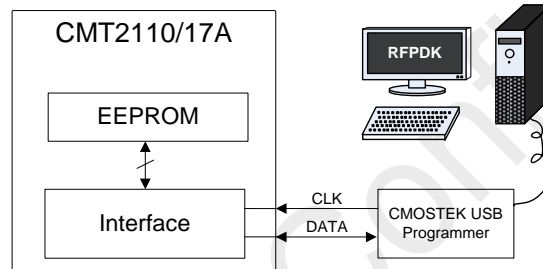 CMT2110/17A
RFPDK
EEPROM
CLK
Interface
DATA
CMOSTEK USB
Programmer